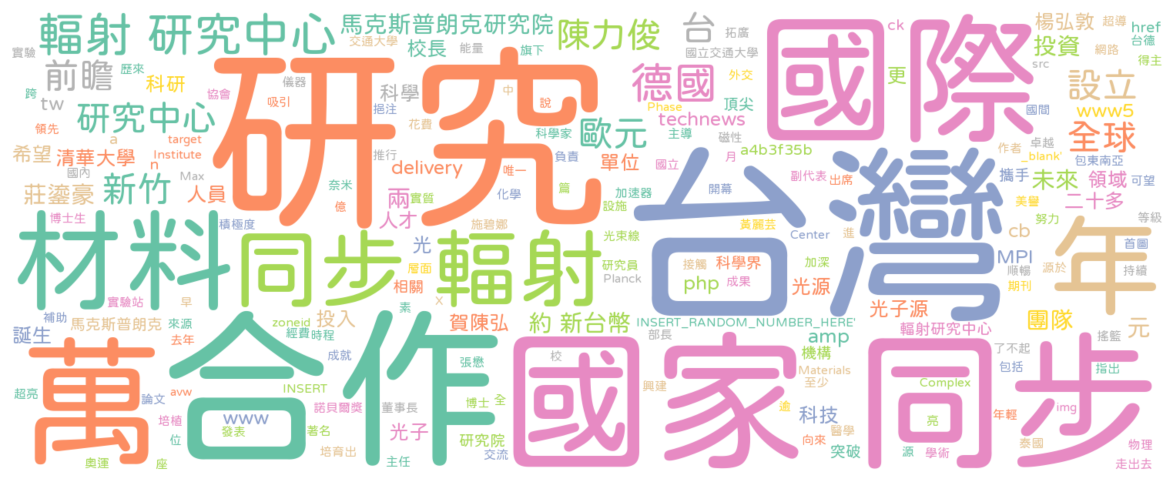 輻射 研究中心
馬克斯普朗克研究院
陳力俊
台
國際
ck
楊弘敦
超導
href
拓廣
投資
網路
台德
得主
國立交通大學
src
更
外交
交通大學
能量
旗下
校長
實驗
前瞻
歷來
跨
科研
協會
儀器
吸引
研究
中
說
科學
德國
設立
www5
tw
研究中心
挹注
花費
科學家
歐元
Phase
technews
頂尖
主導
磁性
國間
卓越
全球
領先
a
target
希望
清華大學
n
Institute
推行
唯一
負責
單位
國立
月
a4b3f35b
作者
_blank'
包東南亞
國內
Max
delivery
奈米
化學
篇
加速器
副代表
出席
攜手
未來
領域
可望
莊鎏豪
新竹
人員
兩
實質
億
人才
設施
台灣
開幕
美譽
二十多
博士生
積極度
施碧娜
黃麗芸
進
努力
等級
材料
同步
輻射
光
光束線
層面
研究員
Planck
接觸
科學界
加深
Center
cb
MPI
首圖
年
順暢
源於
持續
相關
php
成果
光源
期刊
實驗站
早
素
X
光子源
補助
馬克斯普朗克
來源
zoneid
投入
賀陳弘
約 新台幣
INSERT_RANDOM_NUMBER_HERE'
輻射研究中心
團隊
元
誕生
去年
經費
時程
部長
amp
萬
合作
成就
張懋
國家
校
機構
同步
了不起
搖籃
包括
指出
超亮
論文
avw
INSERT
諾貝爾獎
董事長
博士
全
興建
Materials
至少
Complex
培植
www
發表
著名
光子
研究院
迪
科技
亮
年輕
img
位
培育出
主任
交流
向來
醫學
突破
源
學術
泰國
物理
奧運
座
走出去